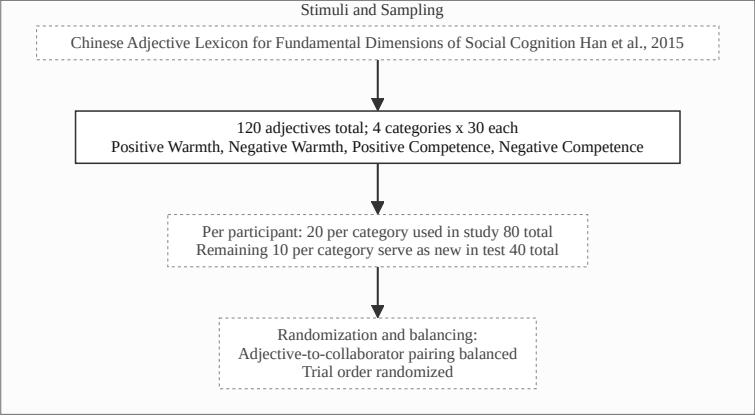 Stimuli and Sampling
Chinese Adjective Lexicon for Fundamental Dimensions of Social Cognition Han et al., 2015
120 adjectives total; 4 categories x 30 each
Positive Warmth, Negative Warmth, Positive Competence, Negative Competence
Per participant: 20 per category used in study 80 total
Remaining 10 per category serve as new in test 40 total
Randomization and balancing:
Adjective-to-collaborator pairing balanced
Trial order randomized